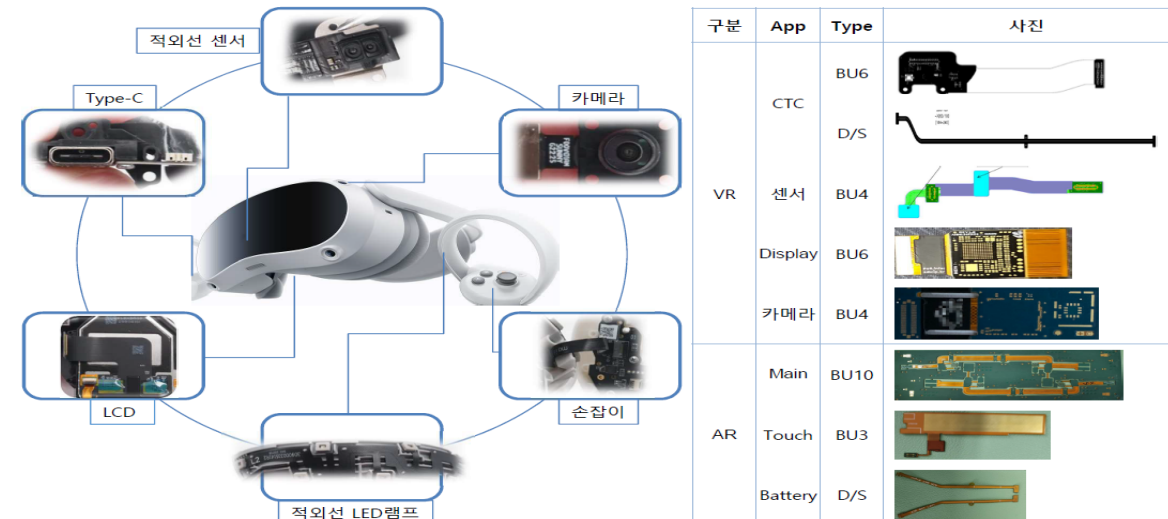 적외선 센서
Type-C
카메라
LCD
손잡이
적외선 LED램프
구분 App Type 사진
VR CTC BU6
D/S
센서 BU4
Display BU6
카메라 BU4
AR Main BU10
Touch BU3
Battery D/S